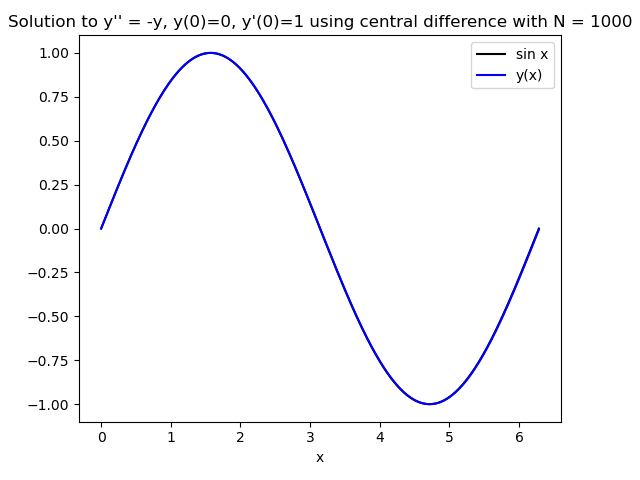 Solution to y'' = -y, y(0)=0, y'(0)=1 using central difference with N = 1000
sin x
y(x)
1.00
0.75
0.50
0.25
0.00
−0.25
−0.50
−0.75
−1.00
0 1 2 3 4 5 6
x